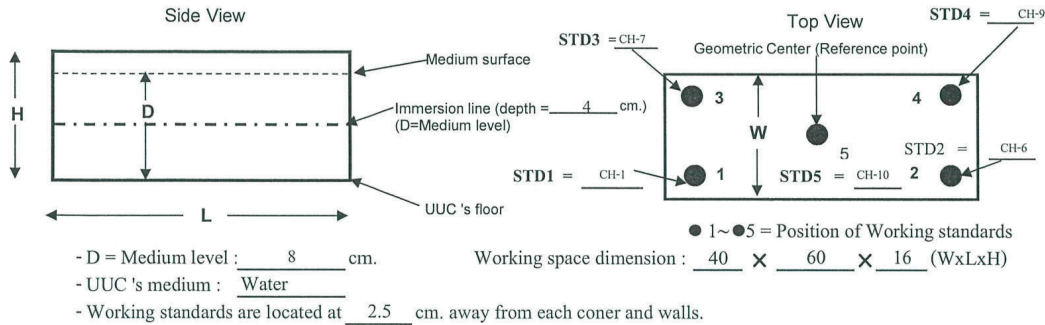 Side View
H
D
L
Medium surface
Immersion line (depth = 4 cm.)
(D=Medium level)
UUC 's floor
Top View
STD4 = CH-9
STD3 = CH-7
Geometric Center (Reference point)
3
4
W
5
STD2 = CH-6
STD1 = CH-1
1
STD5 = CH-10
2
● 1~●5 = Position of Working standards
- D = Medium level : 8 cm.
Working space dimension : 40 × 60 × 16 (WxLxH)
- UUC 's medium : Water
- Working standards are located at 2.5 cm. away from each coner and walls.